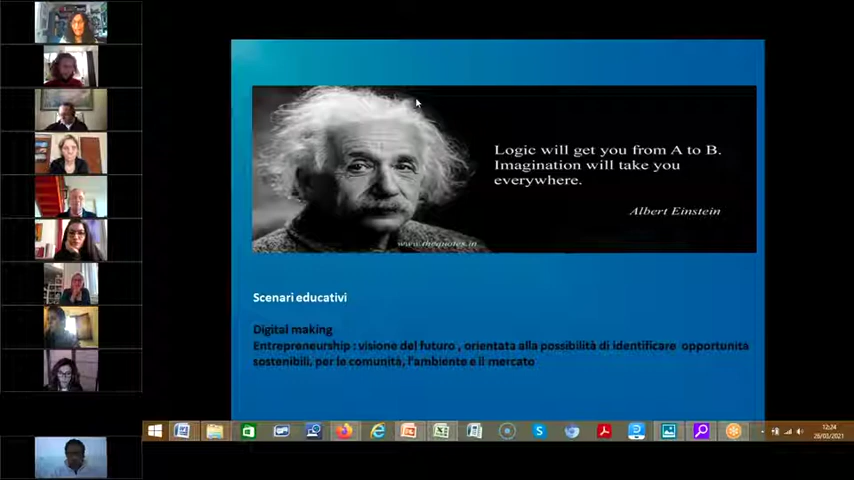 Logic will get you from A to B.
Imagination will take you
everywhere.
Albert Einstein
www.thequotes.in
Scenari educativi
Digital making
Entrepreneurship : visione del futuro , orientata alla possibilità di identificare opportunità
sostenibili, per le comunità, l'ambiente e il mercato
12:24
29/03/2021